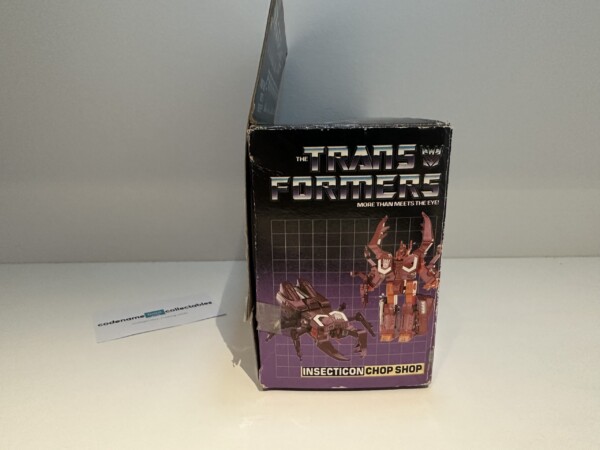 THE TRANS
FORMERS
MORE THAN MEETS THE EYE!
INSECTICON CHOP SHOP
codename collectables